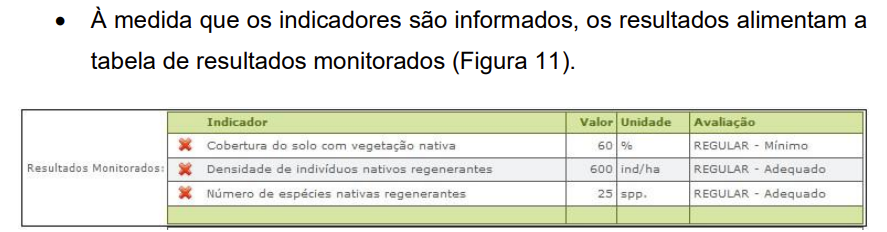 • À medida que os indicadores são informados, os resultados alimentam a
tabela de resultados monitorados (Figura 11).
Indicador Valor Unidade Avaliação
Resultados Monitorados:
Cobertura do solo com vegetação nativa 60 % REGULAR - Mínimo
Densidade de indivíduos nativos regenerantes 600 ind/ha REGULAR - Adequado
Número de espécies nativas regenerantes 25 spp. REGULAR - Adequado